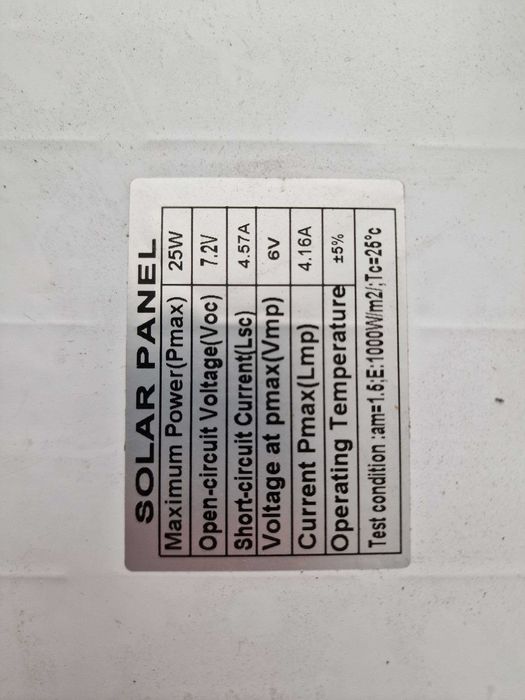 SOLAR PANEL
Maximum Power(Pmax) 25W
Open-circuit Voltage(Voc) 7.2V
Short-circuit Current(Lsc) 4.57A
Voltage at pmax(Vmp) 6V
Current Pmax(Lmp) 4.16A
Operating Temperature ±5%
Test condition :am=1.5;E:1000W/m2/;Tc=25°c